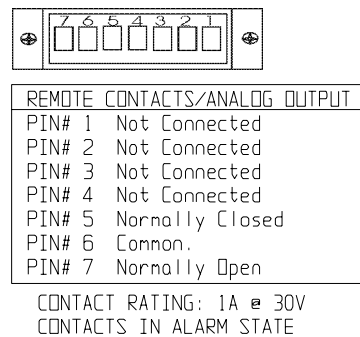 7 6 5 4 3 2 1
REMOTE CONTACTS/ANALOG OUTPUT
PIN# 1 Not Connected
PIN# 2 Not Connected
PIN# 3 Not Connected
PIN# 4 Not Connected
PIN# 5 Normally Closed
PIN# 6 Common.
PIN# 7 Normally Open
CONTACT RATING: 1A @ 30V
CONTACTS IN ALARM STATE